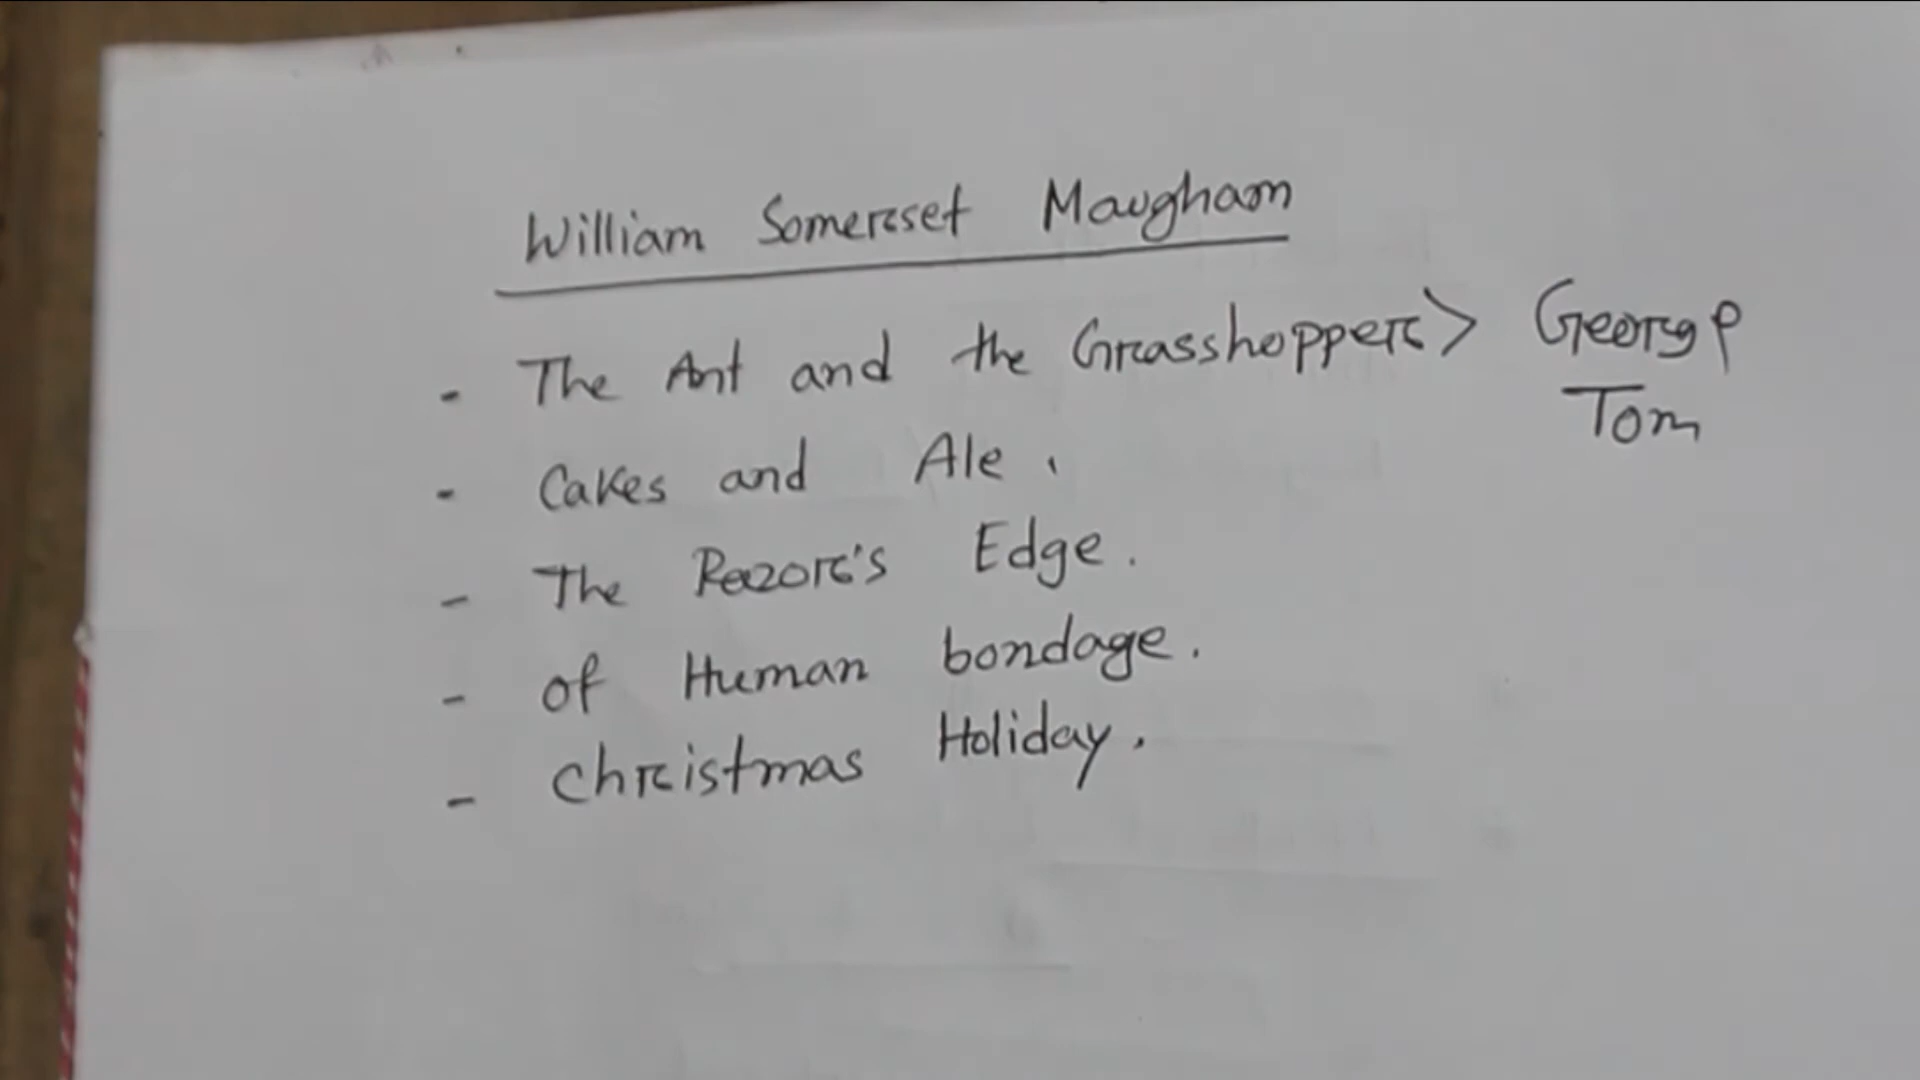 William Somerset Maugham
- The Ant and the Grasshopper > George
Tom
- Cakes and Ale.
- The Razor's Edge.
- of Human bondage.
- Christmas Holiday.